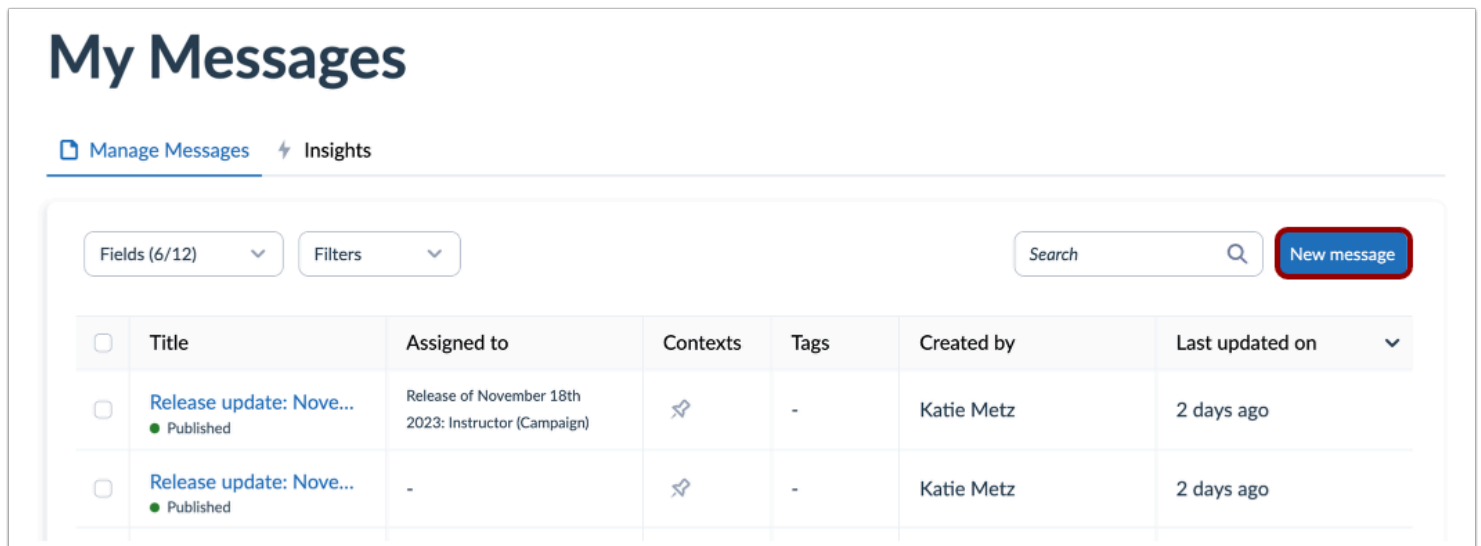 My Messages
Manage Messages Insights
Fields (6/12) Filters Search New message
Title Assigned to Contexts Tags Created by Last updated on
Release update: Nove... Release of November 18th 2023: Instructor (Campaign) - Katie Metz 2 days ago
Published
Release update: Nove... - - Katie Metz 2 days ago
Published